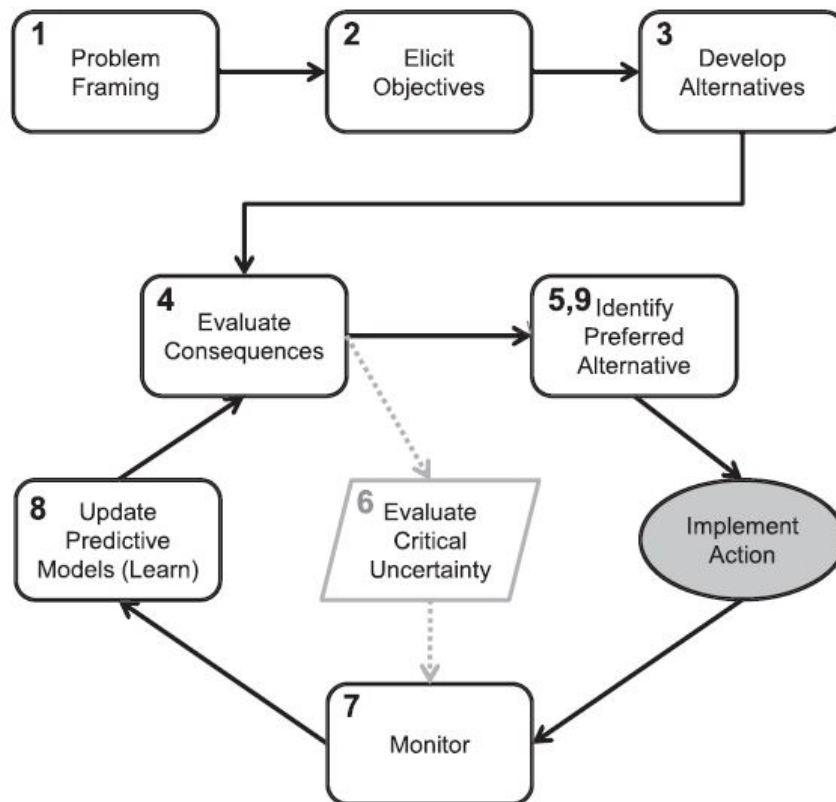 1
Problem
Framing
2
Elicit
Objectives
3
Develop
Alternatives
4
Evaluate
Consequences
5,9 Identify
Preferred
Alternative
8 Update
Predictive
Models (Learn)
6
Evaluate
Critical
Uncertainty
Implement
Action
7
Monitor